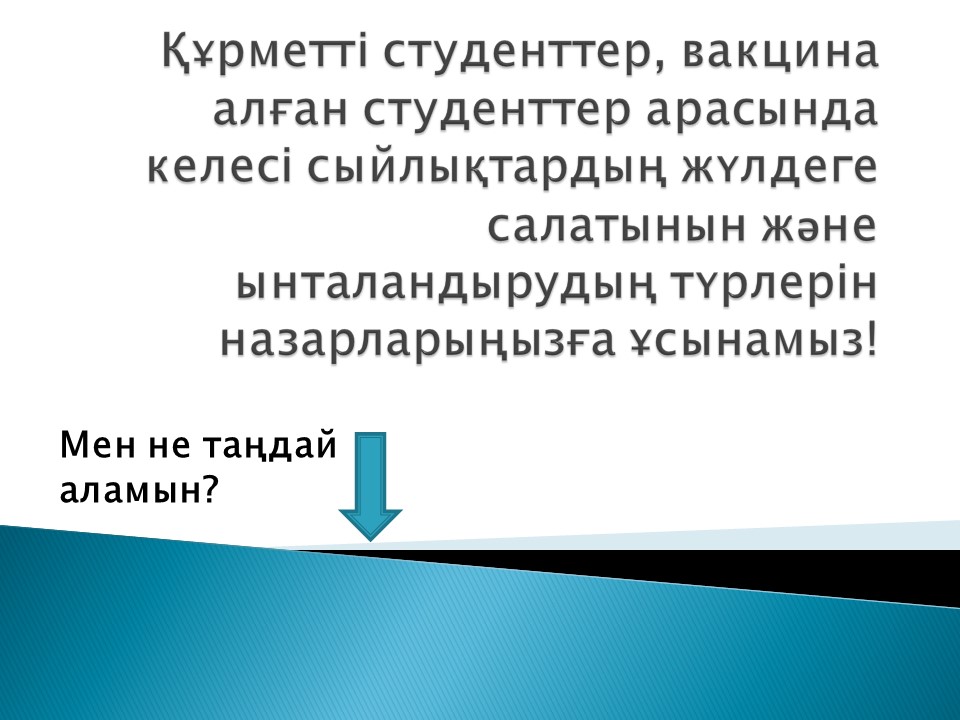 Құрметті студенттер, вакцина
алған студенттер арасында
келесі сыйлықтардың жүлдеге
салатынын және
ынталандырудың түрлерін
назарларыңызға ұсынамыз!
Мен не таңдай
аламын?